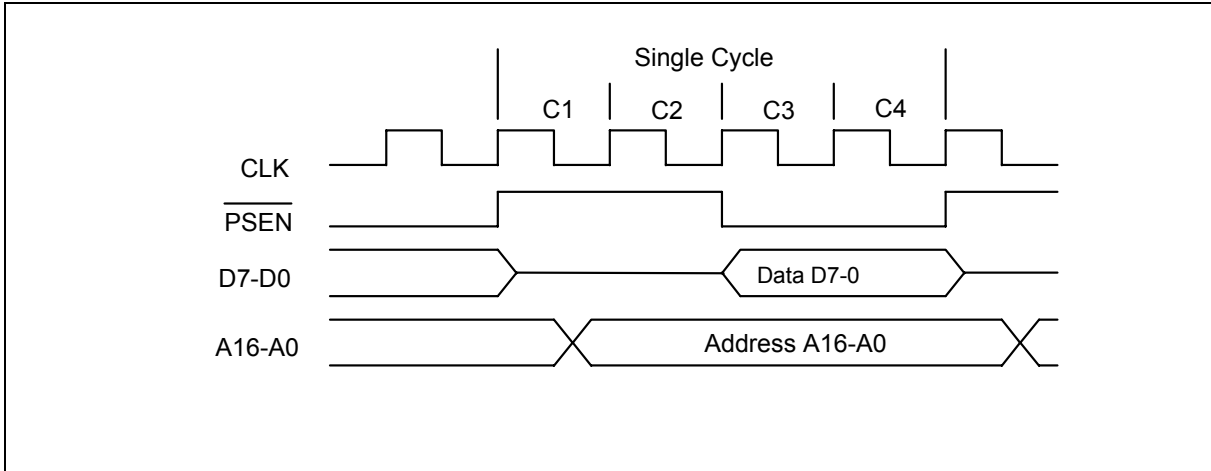 Single Cycle
C1
C2
C3
C4
CLK
PSEN
D7-D0
Data D7-0
A16-A0
Address A16-A0